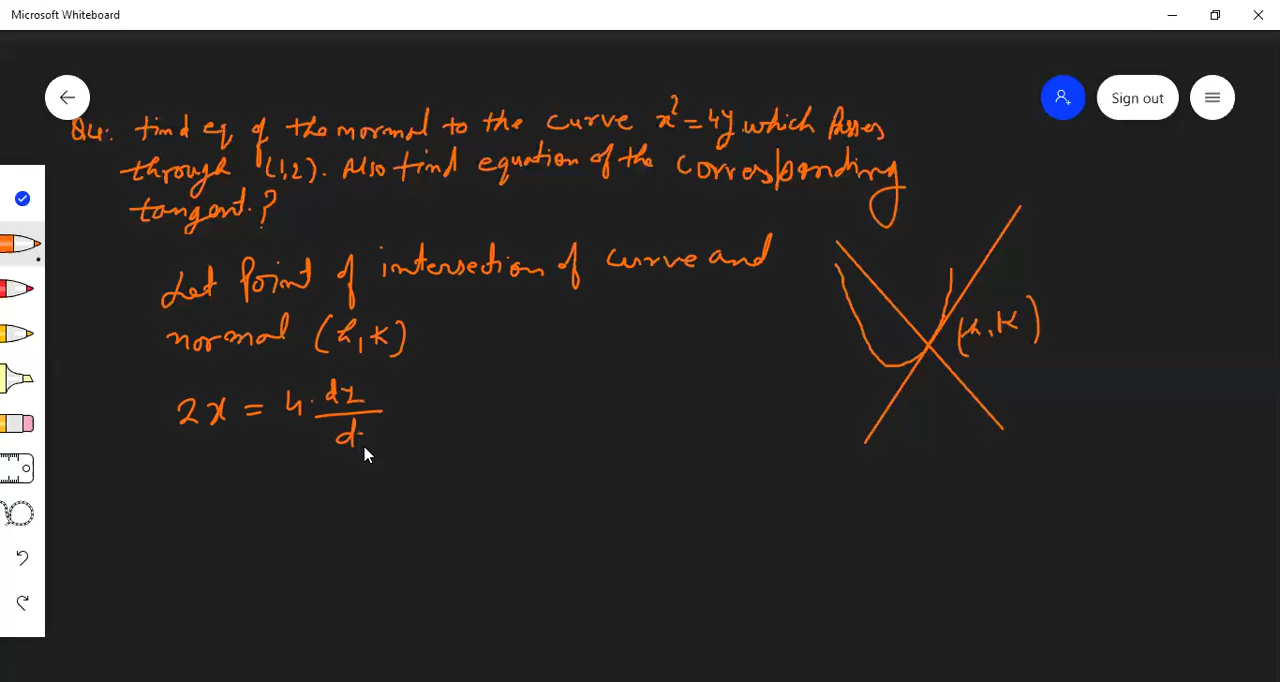 Microsoft Whiteboard
Sign out
Q4: find eq. of the normal to the curve x² = 4y which passes
through (1,2). Also find equation of the corresponding
tangent.?
Let point of intersection of curve and
normal (h,k)
2x = 4. dy
d
(h,k)